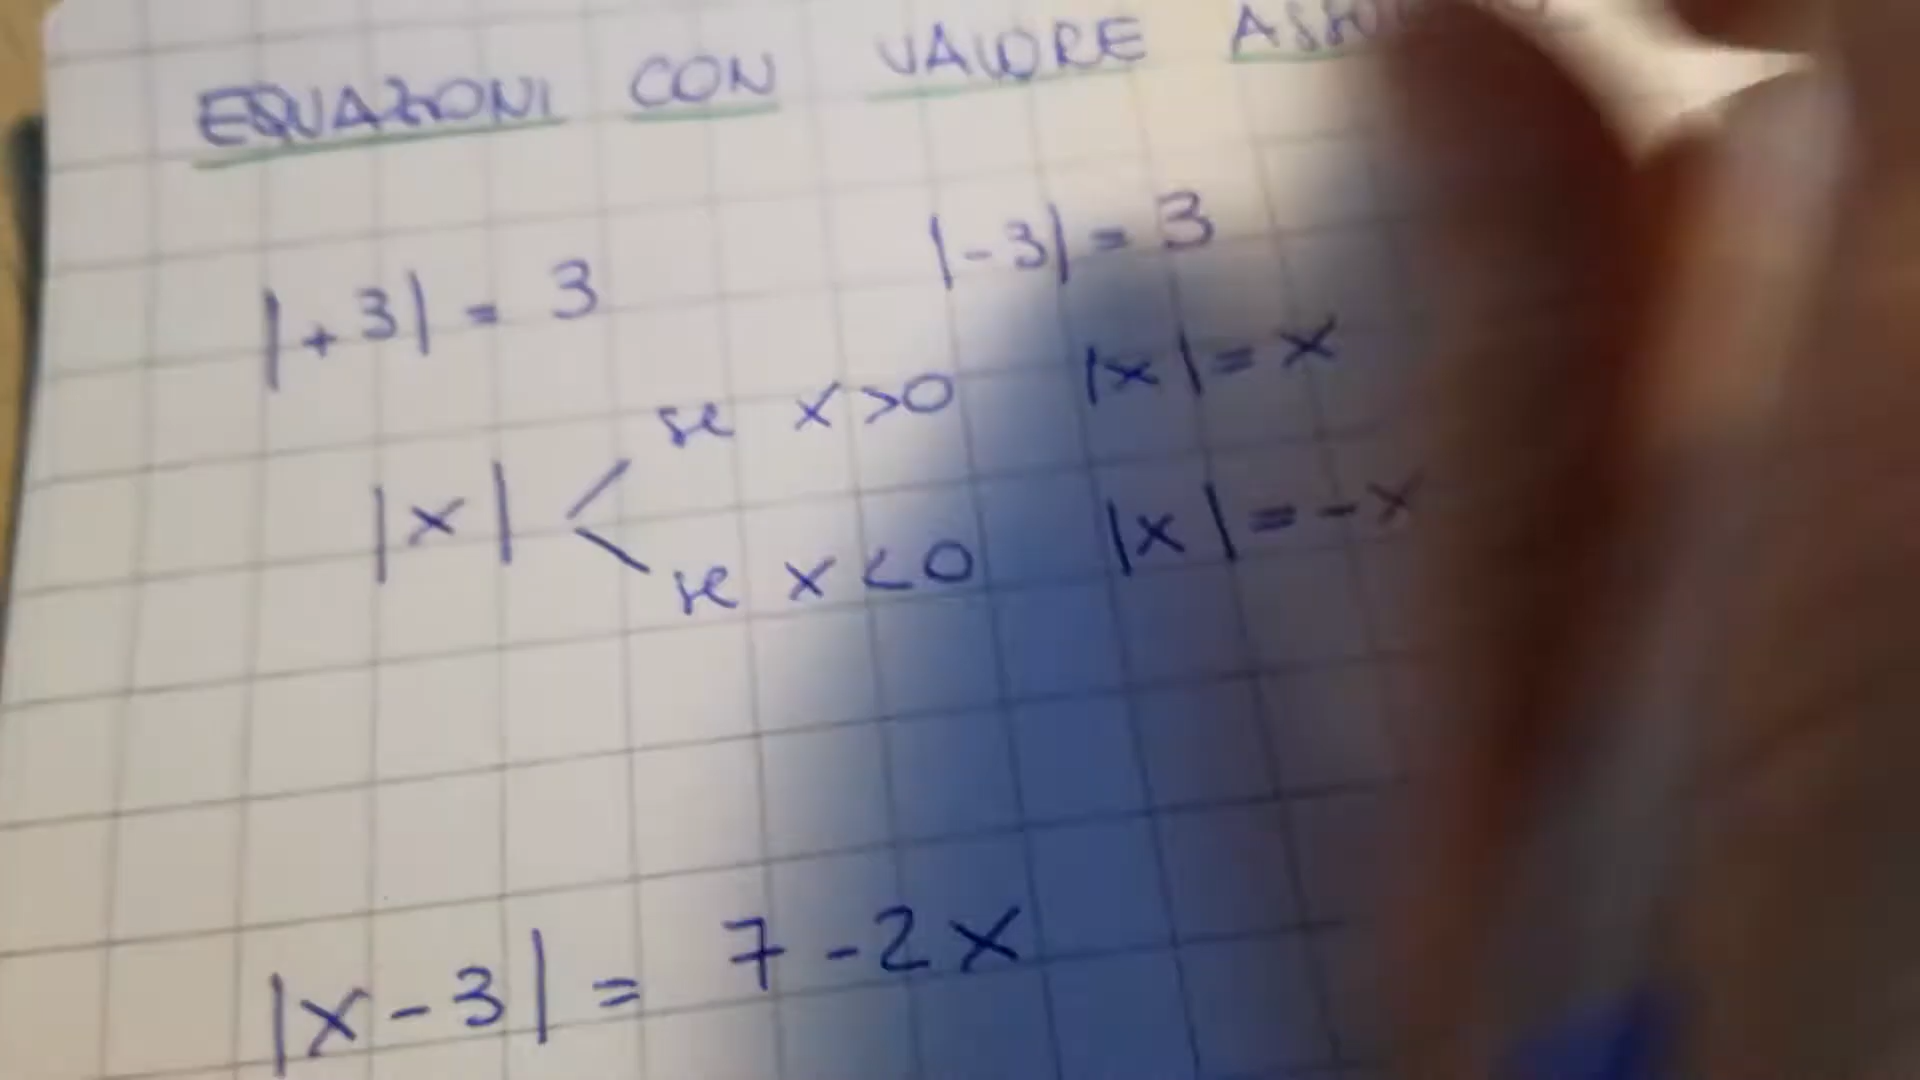 EQUAZIONI CON VALORE
|+3| = 3
|-3| = 3
|x| < se x>0 |x| = x
se x<0 |x| = -x
|x-3| = 7-2x